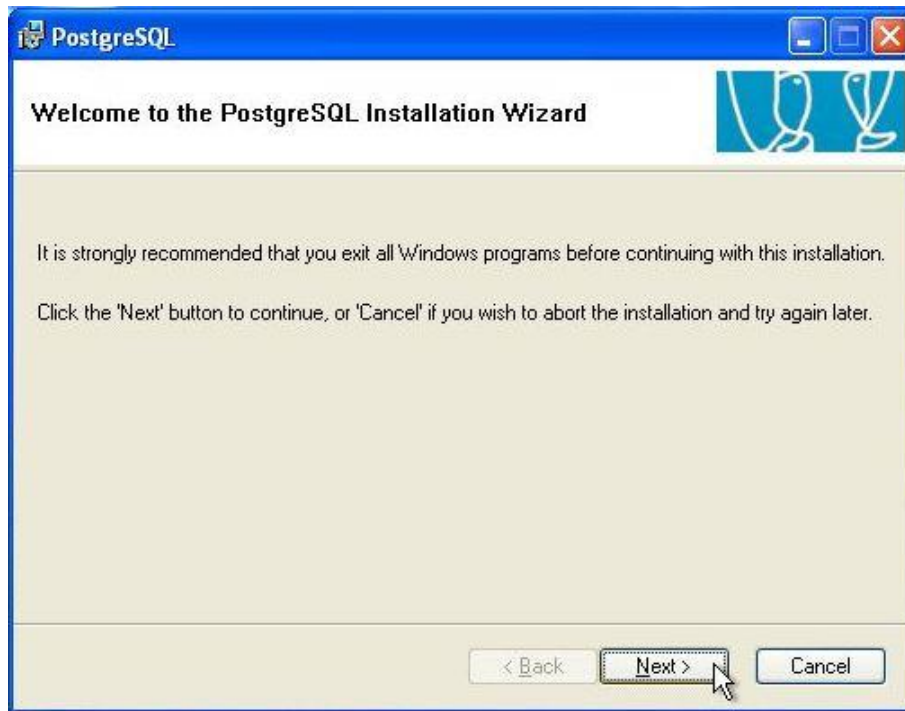 PostgreSQL
Welcome to the PostgreSQL Installation Wizard
It is strongly recommended that you exit all Windows programs before continuing with this installation.
Click the 'Next' button to continue, or 'Cancel' if you wish to abort the installation and try again later.
< Back Next > Cancel